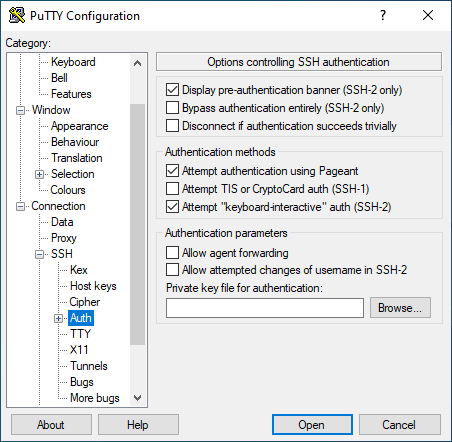 PuTTY Configuration
?
Category:
Keyboard
Bell
Features
Window
Appearance
Behaviour
Translation
Selection
Colours
Connection
Data
Proxy
SSH
Kex
Host keys
Cipher
Auth
TTY
X11
Tunnels
Bugs
More bugs
Options controlling SSH authentication
Display pre-authentication banner (SSH-2 only)
Bypass authentication entirely (SSH-2 only)
Disconnect if authentication succeeds trivially
Authentication methods
Attempt authentication using Pageant
Attempt TIS or CryptoCard auth (SSH-1)
Attempt "keyboard-interactive" auth (SSH-2)
Authentication parameters
Allow agent forwarding
Allow attempted changes of username in SSH-2
Private key file for authentication:
Browse...
About
Help
Open
Cancel